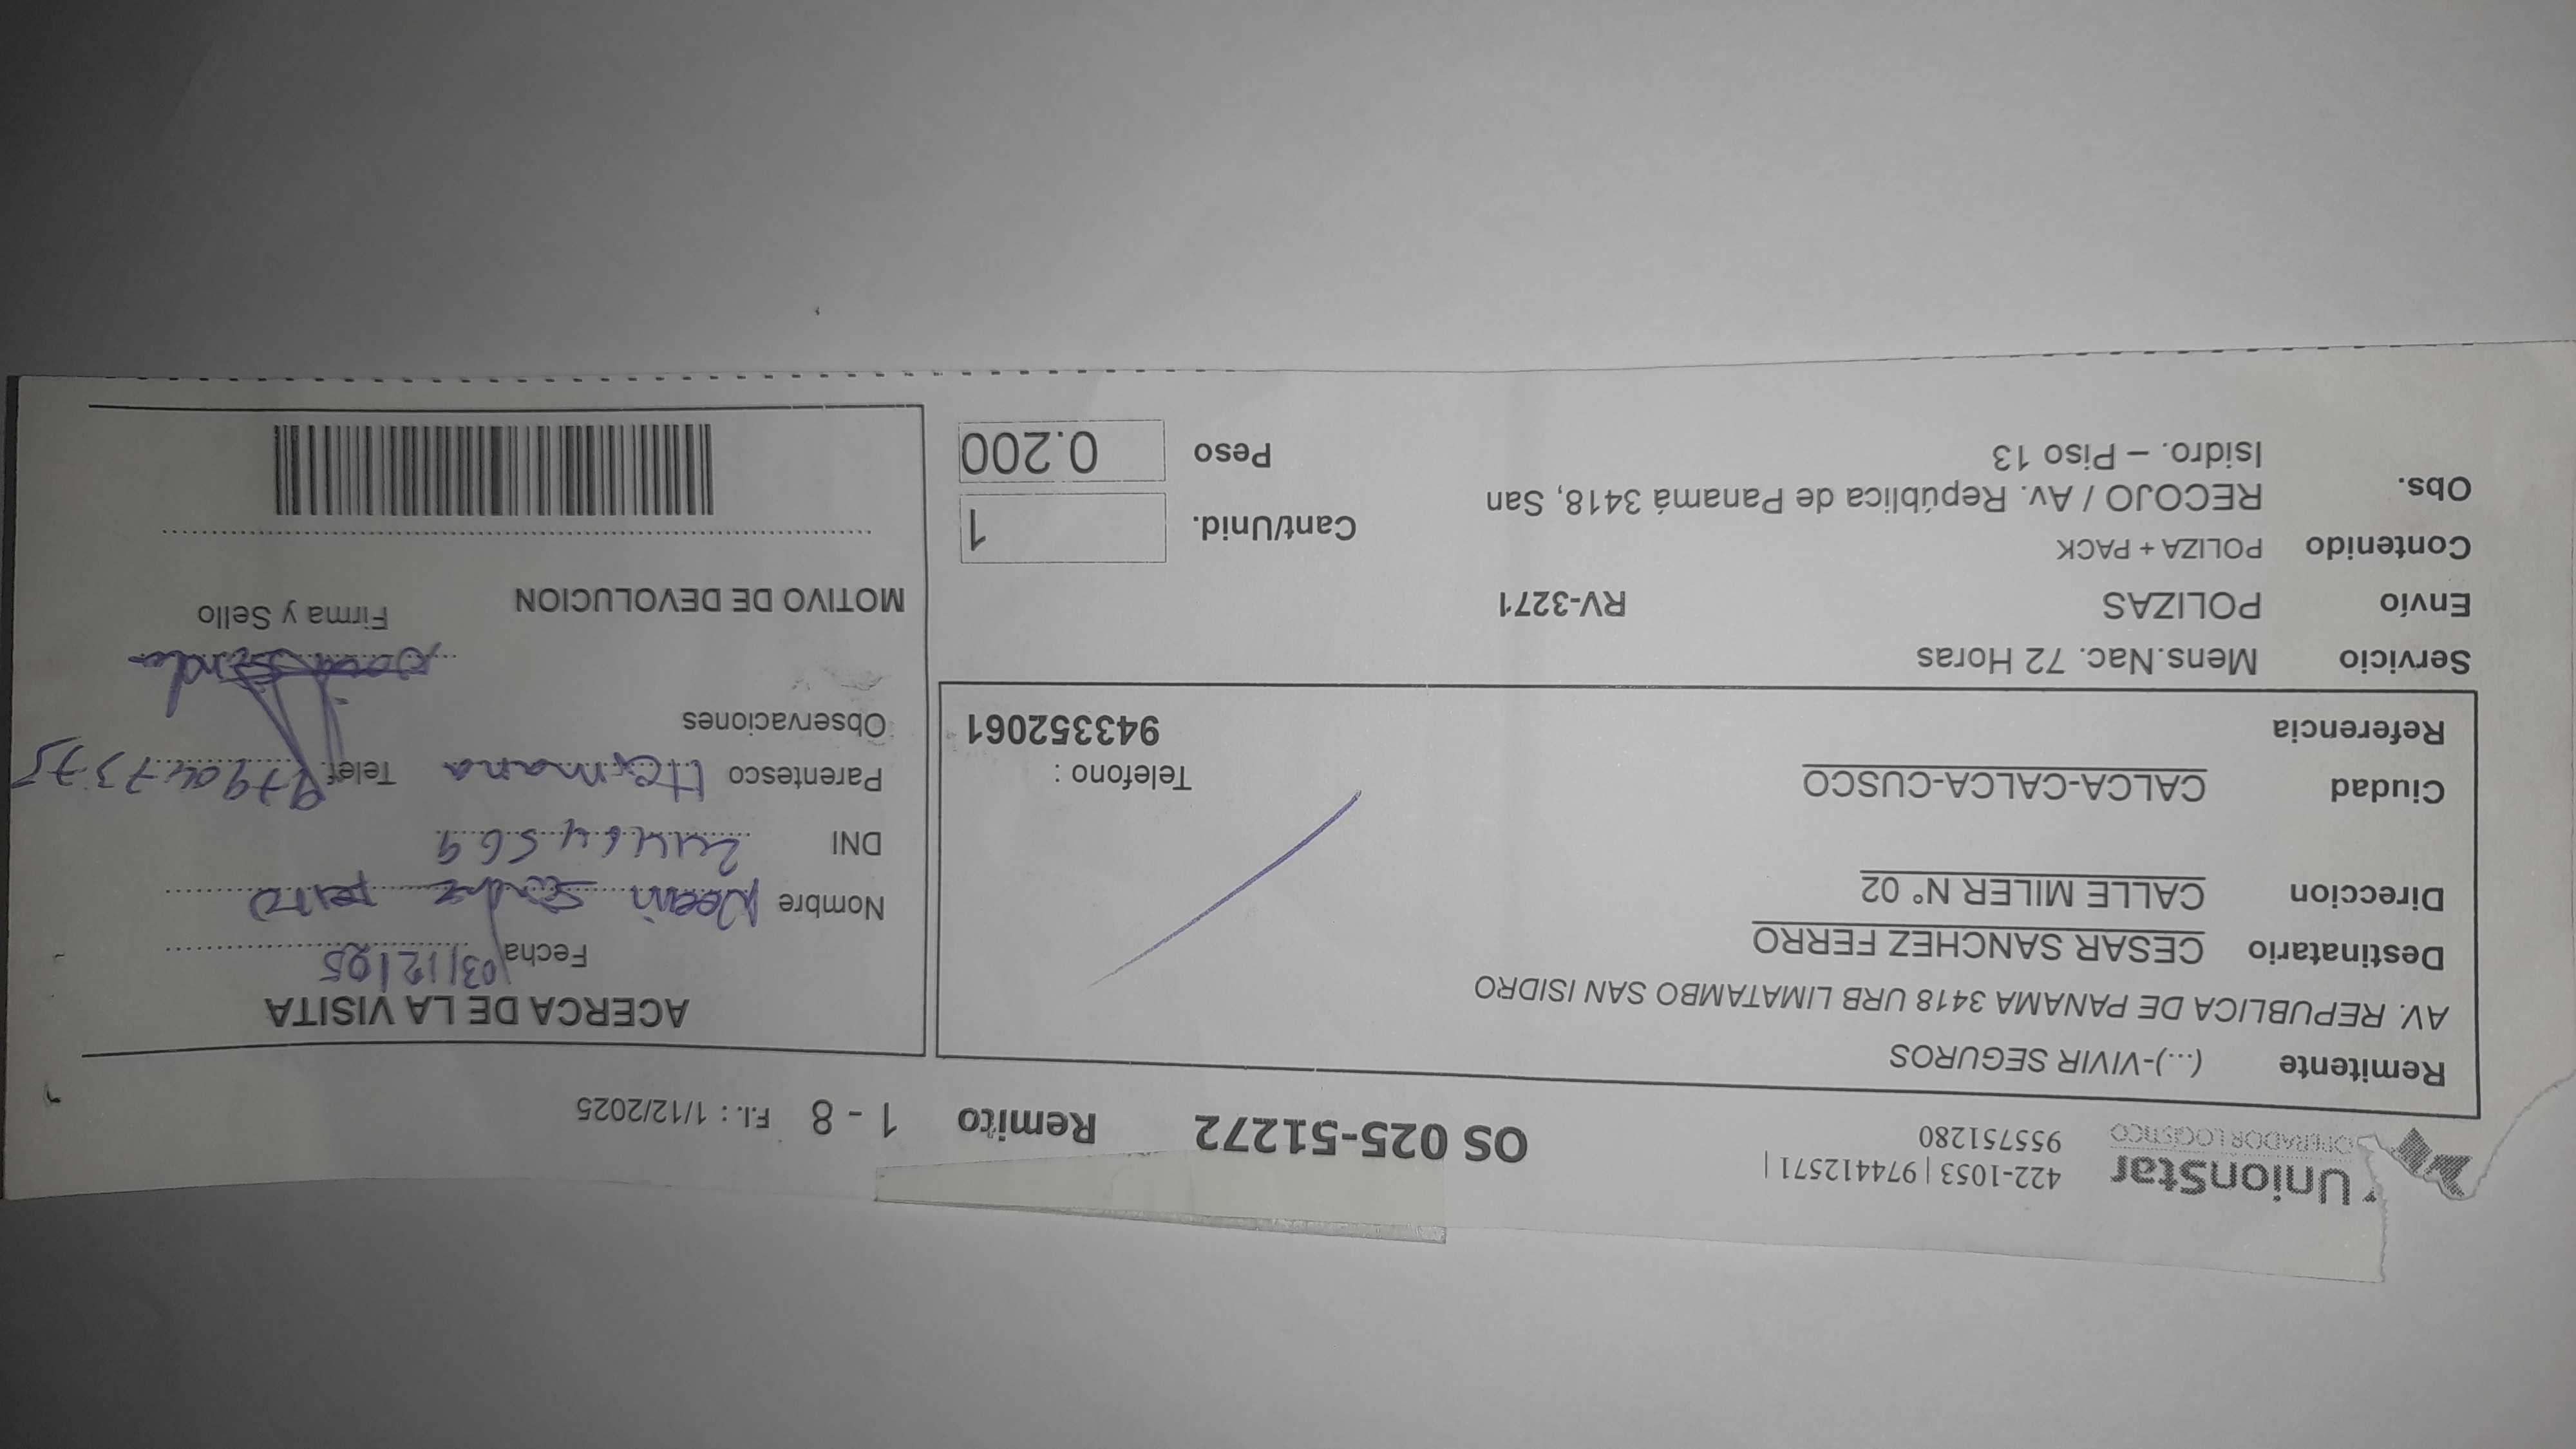 UnionStar
OPERADOR LOGISTICO
422-1053 | 974412571 |
955751280
OS 025-51272 Remito 1 - 8 F.I.: 1/12/2025
Remitente (...)-VIVIR SEGUROS
AV. REPUBLICA DE PANAMA 3418 URB LIMATAMBO SAN ISIDRO
Destinatario CESAR SANCHEZ FERRO
Direccion CALLE MILER N° 02
Ciudad CALCA-CALCA-CUSCO
Telefono :
Referencia 943352061
Servicio Mens.Nac. 72 Horas
Envío POLIZAS RV-3271
Contenido POLIZA + PACK
Obs. RECOJO / Av. República de Panamá 3418, San
Isidro. – Piso 13
Cant/Unid. 1
Peso 0.200
ACERCA DE LA VISITA
Fecha 03/12/25
Nombre
DNI 24464569
Parentesco Hermana Telef.
Observaciones
Firma y Sello
MOTIVO DE DEVOLUCION